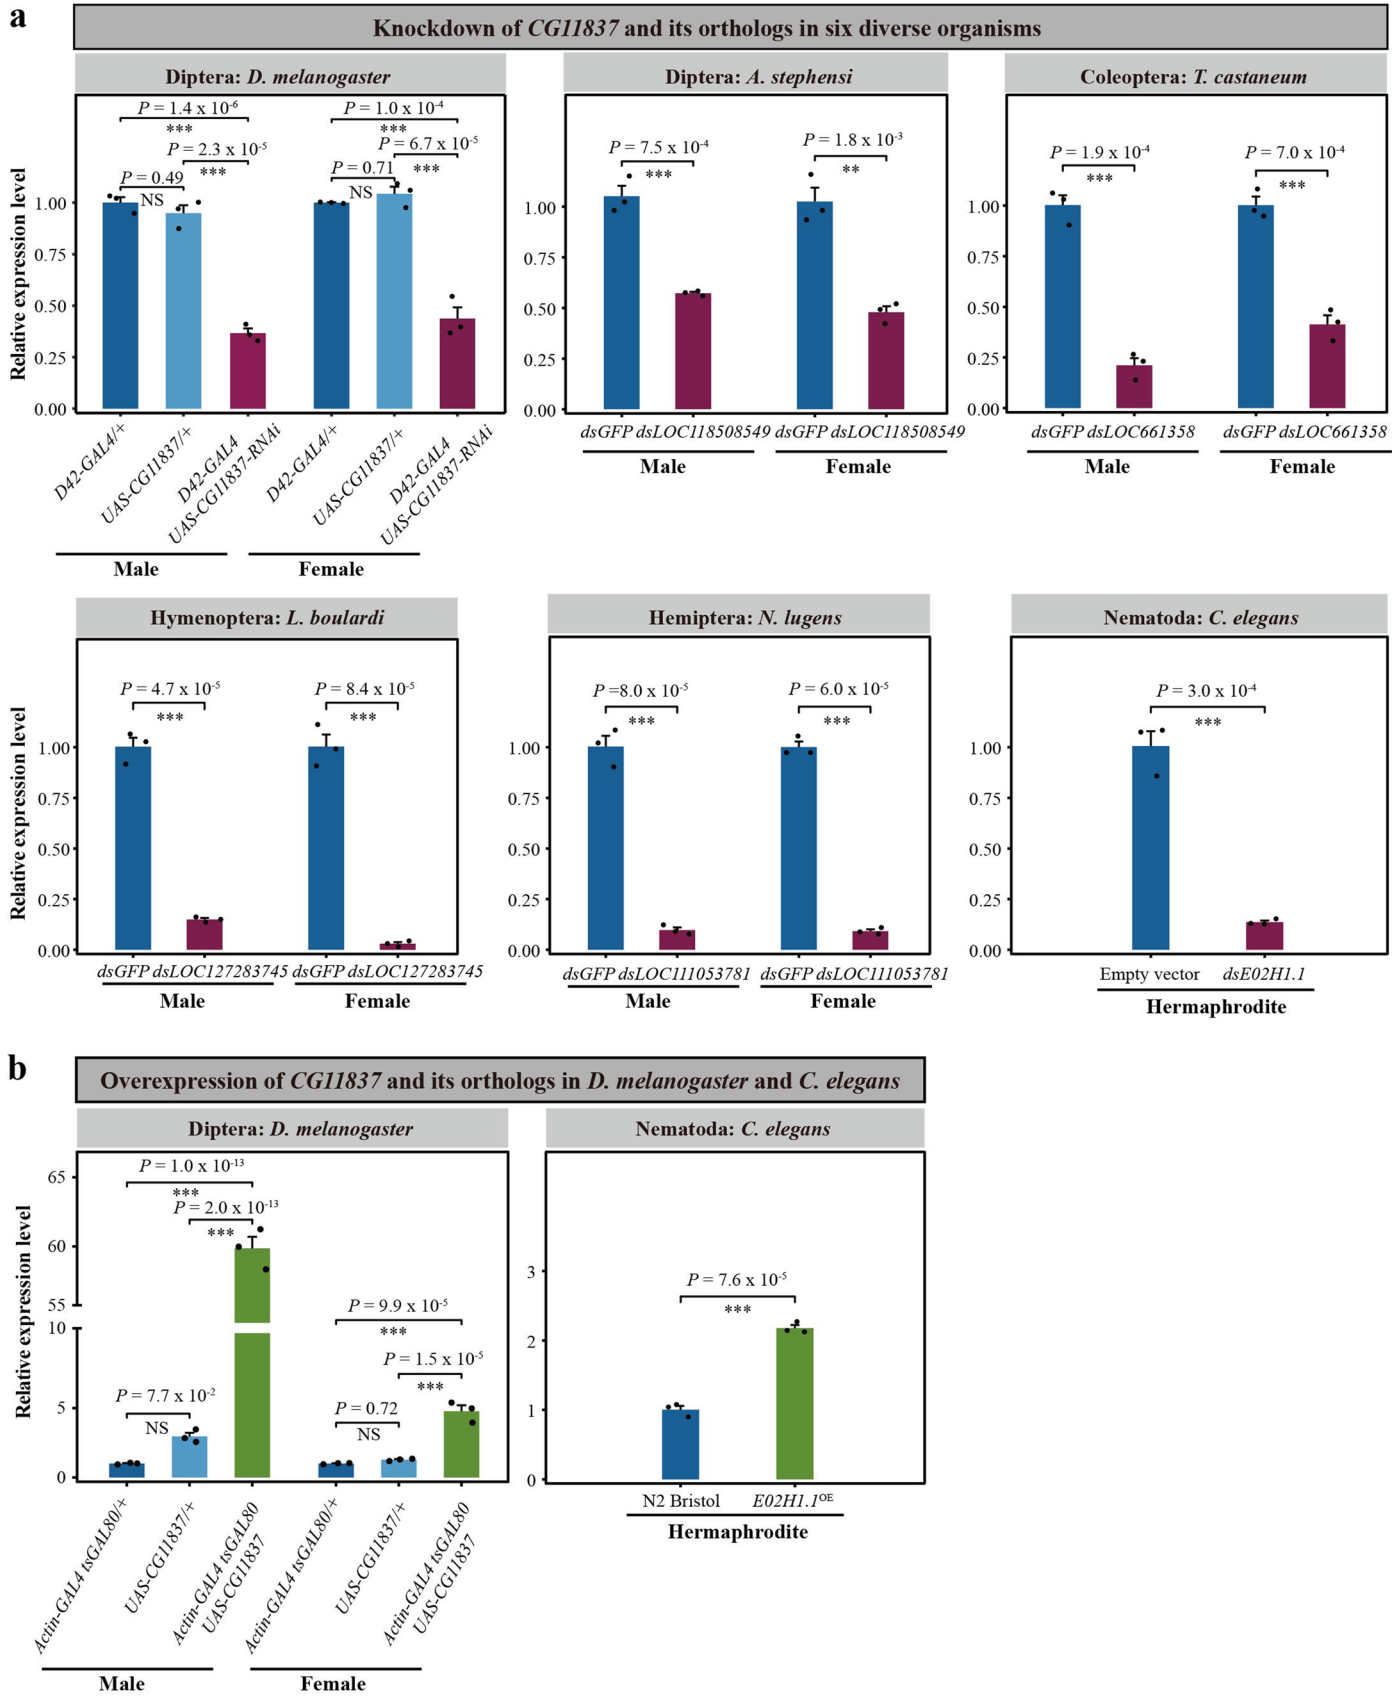 a
Knockdown of CG11837 and its orthologs in six diverse organisms
Diptera: D. melanogaster
Relative expression level
1.00
0.75
0.50
0.25
0.00
P = 1.4 x 10-6
***
P = 2.3 x 10-5
***
P = 0.49
NS
P = 1.0 x 10-4
***
P = 6.7 x 10-5
***
P = 0.71
NS
D42-GAL4/+
UAS-CG11837/+
D42-GAL4
UAS-CG11837-RNAi
D42-GAL4/+
UAS-CG11837/+
D42-GAL4
UAS-CG11837-RNAi
Male
Female
Diptera: A. stephensi
1.00
0.75
0.50
0.25
0.00
P = 7.5 x 10-4
***
P = 1.8 x 10-3
**
dsGFP dsLOC118508549 dsGFP dsLOC118508549
Male
Female
Coleoptera: T. castaneum
1.00
0.75
0.50
0.25
0.00
P = 1.9 x 10-4
***
P = 7.0 x 10-4
***
dsGFP dsLOC661358 dsGFP dsLOC661358
Male
Female
Hymenoptera: L. boulardi
Relative expression level
1.00
0.75
0.50
0.25
0.00
P = 4.7 x 10-5
***
P = 8.4 x 10-5
***
dsGFP dsLOC127283745 dsGFP dsLOC127283745
Male
Female
Hemiptera: N. lugens
1.00
0.75
0.50
0.25
0.00
P =8.0 x 10-5
***
P = 6.0 x 10-5
***
dsGFP dsLOC111053781 dsGFP dsLOC111053781
Male
Female
Nematoda: C. elegans
1.00
0.75
0.50
0.25
0.00
P = 3.0 x 10-4
***
Empty vector dsE02H1.1
Hermaphrodite
b
Overexpression of CG11837 and its orthologs in D. melanogaster and C. elegans
Diptera: D. melanogaster
Relative expression level
65
60
55
10
5
0
P = 1.0 x 10-13
***
P = 2.0 x 10-13
***
P = 7.7 x 10-2
NS
P = 9.9 x 10-5
***
P = 1.5 x 10-5
***
P = 0.72
NS
Actin-GAL4 tsGAL80/+
UAS-CG11837/+
Actin-GAL4 tsGAL80
UAS-CG11837
Actin-GAL4 tsGAL80/+
UAS-CG11837/+
Actin-GAL4 tsGAL80
UAS-CG11837
Male
Female
Nematoda: C. elegans
3
2
1
0
P = 7.6 x 10-5
***
N2 Bristol E02H1.1OE
Hermaphrodite